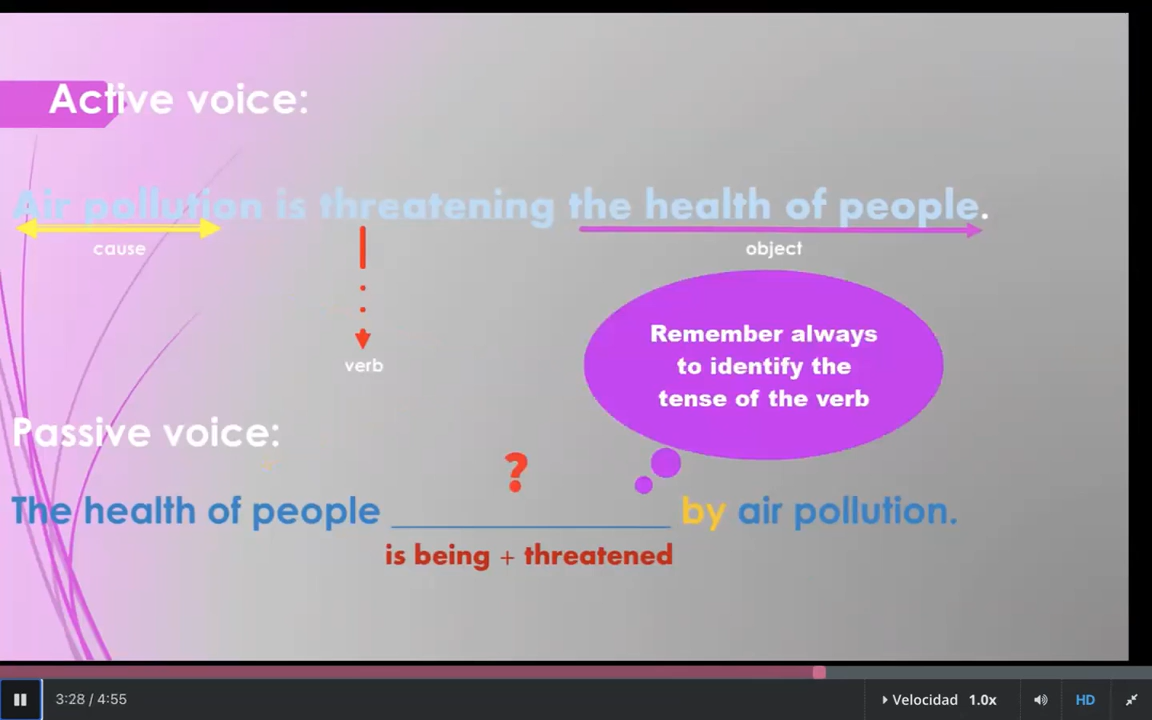 Active voice:
Air pollution is threatening the health of people.
cause
object
Remember always
to identify the
tense of the verb
verb
Passive voice:
?
The health of people ____________ by air pollution.
is being + threatened
3:28 / 4:55
Velocidad 1.0x
HD